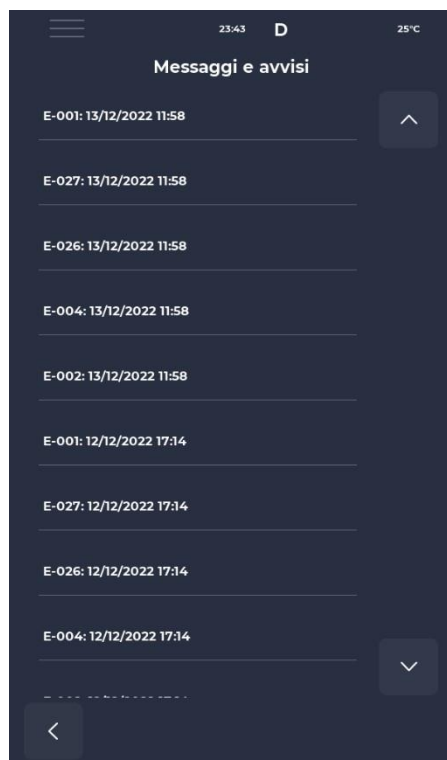 23:43 D 25°C
Messaggi e avvisi
E-001: 13/12/2022 11:58
E-027: 13/12/2022 11:58
E-026: 13/12/2022 11:58
E-004: 13/12/2022 11:58
E-002: 13/12/2022 11:58
E-001: 12/12/2022 17:14
E-027: 12/12/2022 17:14
E-026: 12/12/2022 17:14
E-004: 12/12/2022 17:14